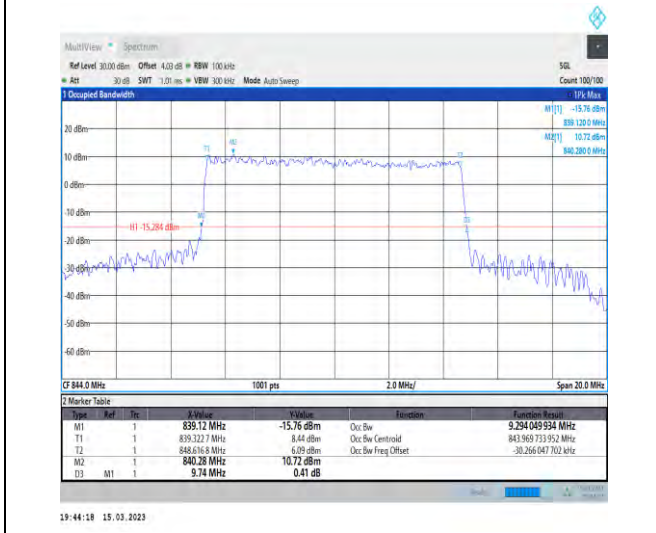 MultiView Spectrum
Ref Level 30.00 dBm Offset 4.03 dB RBW 100 kHz SGL
Att 30 dB SWT 1.01 ms VBW 300 kHz Mode Auto Sweep Count 100/100
1 Occupied Bandwidth 1Pk Max
M1[1] -15.76 dBm
839.120 0 MHz
M2[1] 10.72 dBm
840.280 0 MHz
20 dBm
M2
T1
10 dBm
0 dBm
-10 dBm
H1 -15.284 dBm
-20 dBm
-30 dBm
-40 dBm
-50 dBm
-60 dBm
CF 844.0 MHz 1001 pts 2.0 MHz/ Span 20.0 MHz
2 Marker Table
Type Ref Trc X-Value Y-Value Function Function Result
M1 1 839.12 MHz -15.76 dBm Occ Bw 9.294 049 934 MHz
T1 1 839.322 7 MHz 8.44 dBm Occ Bw Centroid 843.969 733 952 MHz
T2 1 848.616 8 MHz 6.09 dBm Occ Bw Freq Offset -30.266 047 702 kHz
M2 1 840.28 MHz 10.72 dBm
D3 M1 1 9.74 MHz 0.41 dB
19:44:18 15.03.2023